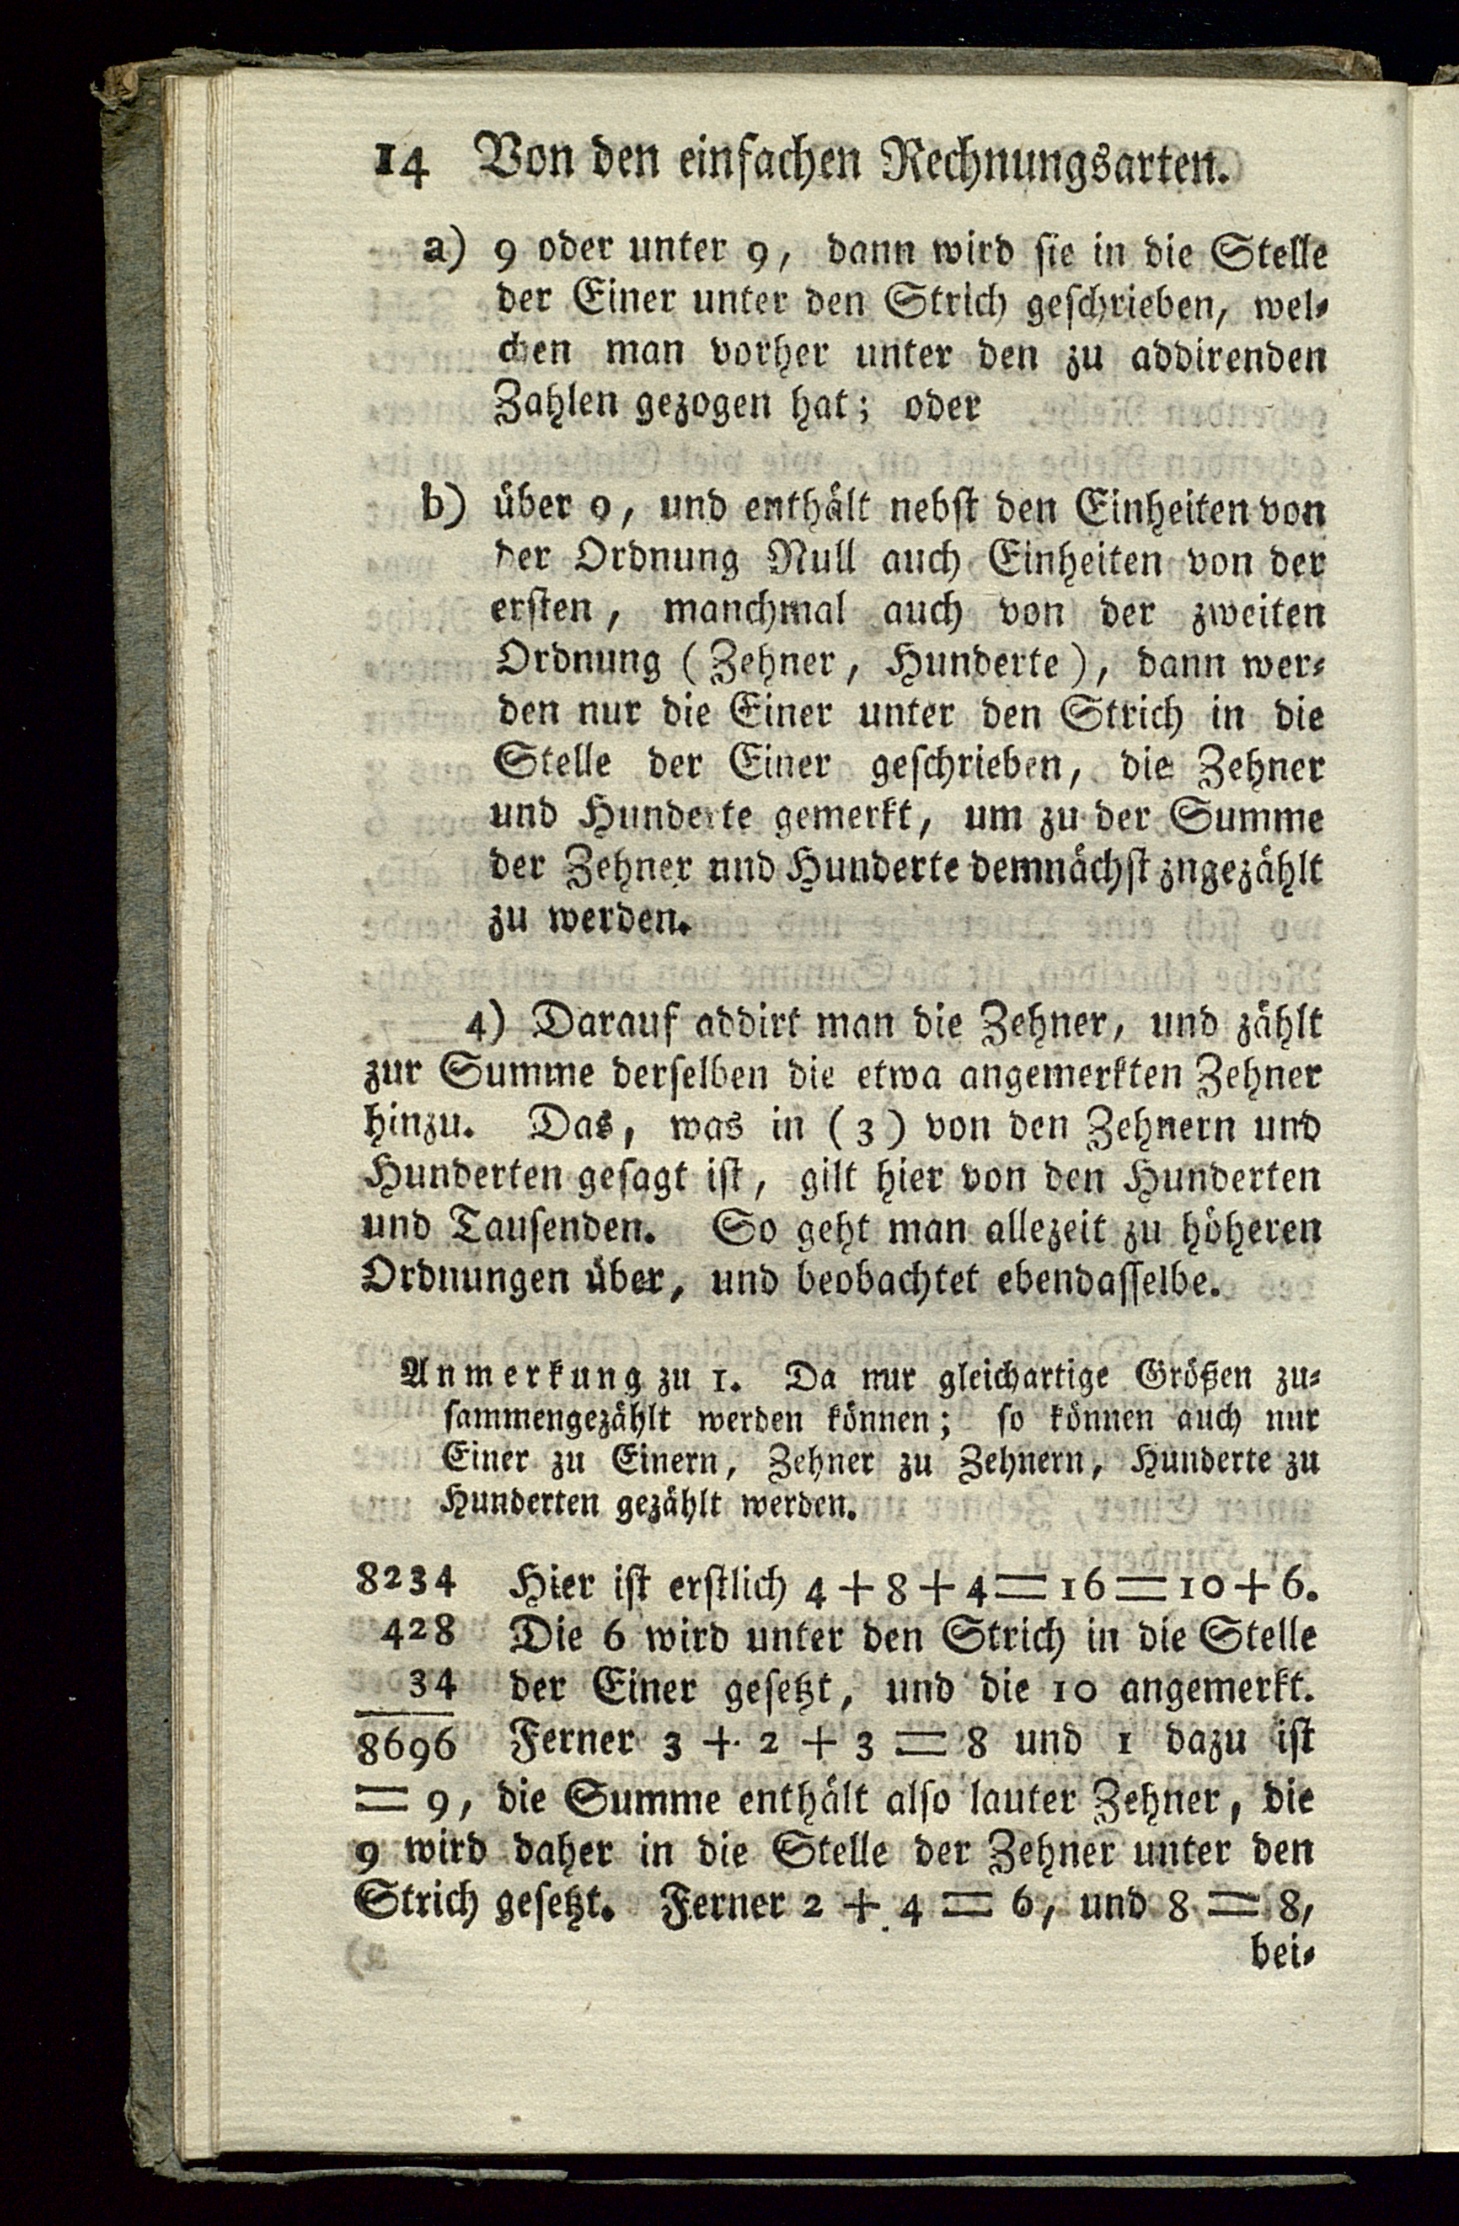 14 Von den einfachen Rechnungsarten.
a) 9 oder unter 9, dann wird sie in die Stelle
der Einer unter den Strich geschrieben, wel-
chen man vorher unter den zu addirenden
Zahlen gezogen hat; oder
b) über 9, und enthält nebst den Einheiten von
der Ordnung Null auch Einheiten von der
ersten, manchmal auch von der zweiten
Ordnung (Zehner, Hunderte), dann wer-
den nur die Einer unter den Strich in die
Stelle der Einer geschrieben, die Zehner
und Hunderte gemerkt, um zu der Summe
der Zehner und Hunderte demnächst zngezählt
zu werden.
4) Darauf addirt man die Zehner, und zählt
zur Summe derselben die etwa angemerkten Zehner
hinzu. Das, was in (3) von den Zehnern und
Hunderten gesagt ist, gilt hier von den Hunderten
und Tausenden. So geht man allezeit zu höheren
Ordnungen über, und beobachtet ebendasselbe.
Anmerkung zu 1. Da nur gleichartige Größen zu-
sammengezählt werden können; so können auch nur
Einer zu Einern, Zehner zu Zehnern, Hunderte zu
Hunderten gezählt werden.
8234 Hier ist erstlich 4 + 8 + 4 = 16 = 10 + 6.
428 Die 6 wird unter den Strich in die Stelle
34 der Einer gesetzt, und die 10 angemerkt.
8696 Ferner 3 + 2 + 3 = 8 und 1 dazu ist
= 9, die Summe enthält also lauter Zehner, die
9 wird daher in die Stelle der Zehner unter den
Strich gesetzt. Ferner 2 + 4 = 6, und 8 = 8,
bei-